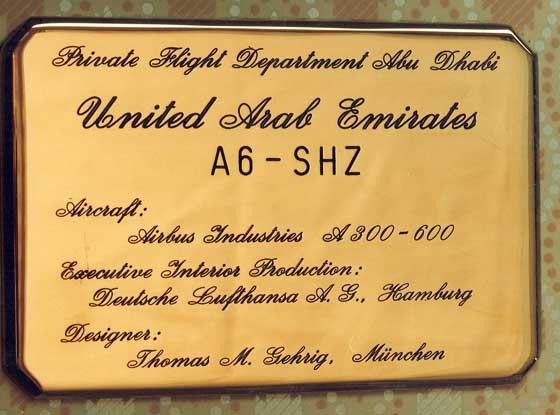 Private Flight Department Abu Dhabi
United Arab Emirates
A6-SHZ
Aircraft:
Airbus Industries A300-600
Executive Interior Production:
Deutsche Lufthansa A. G., Hamburg
Designer:
Thomas M. Gehrig, München